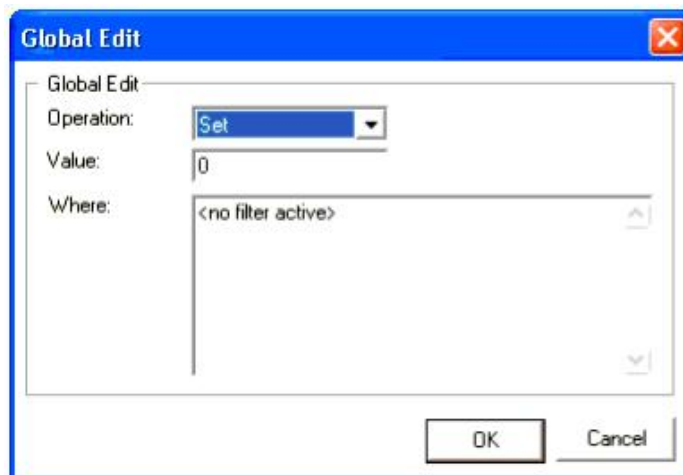 Global Edit
Global Edit
Operation: Set
Value: 0
Where: <no filter active>
OK Cancel